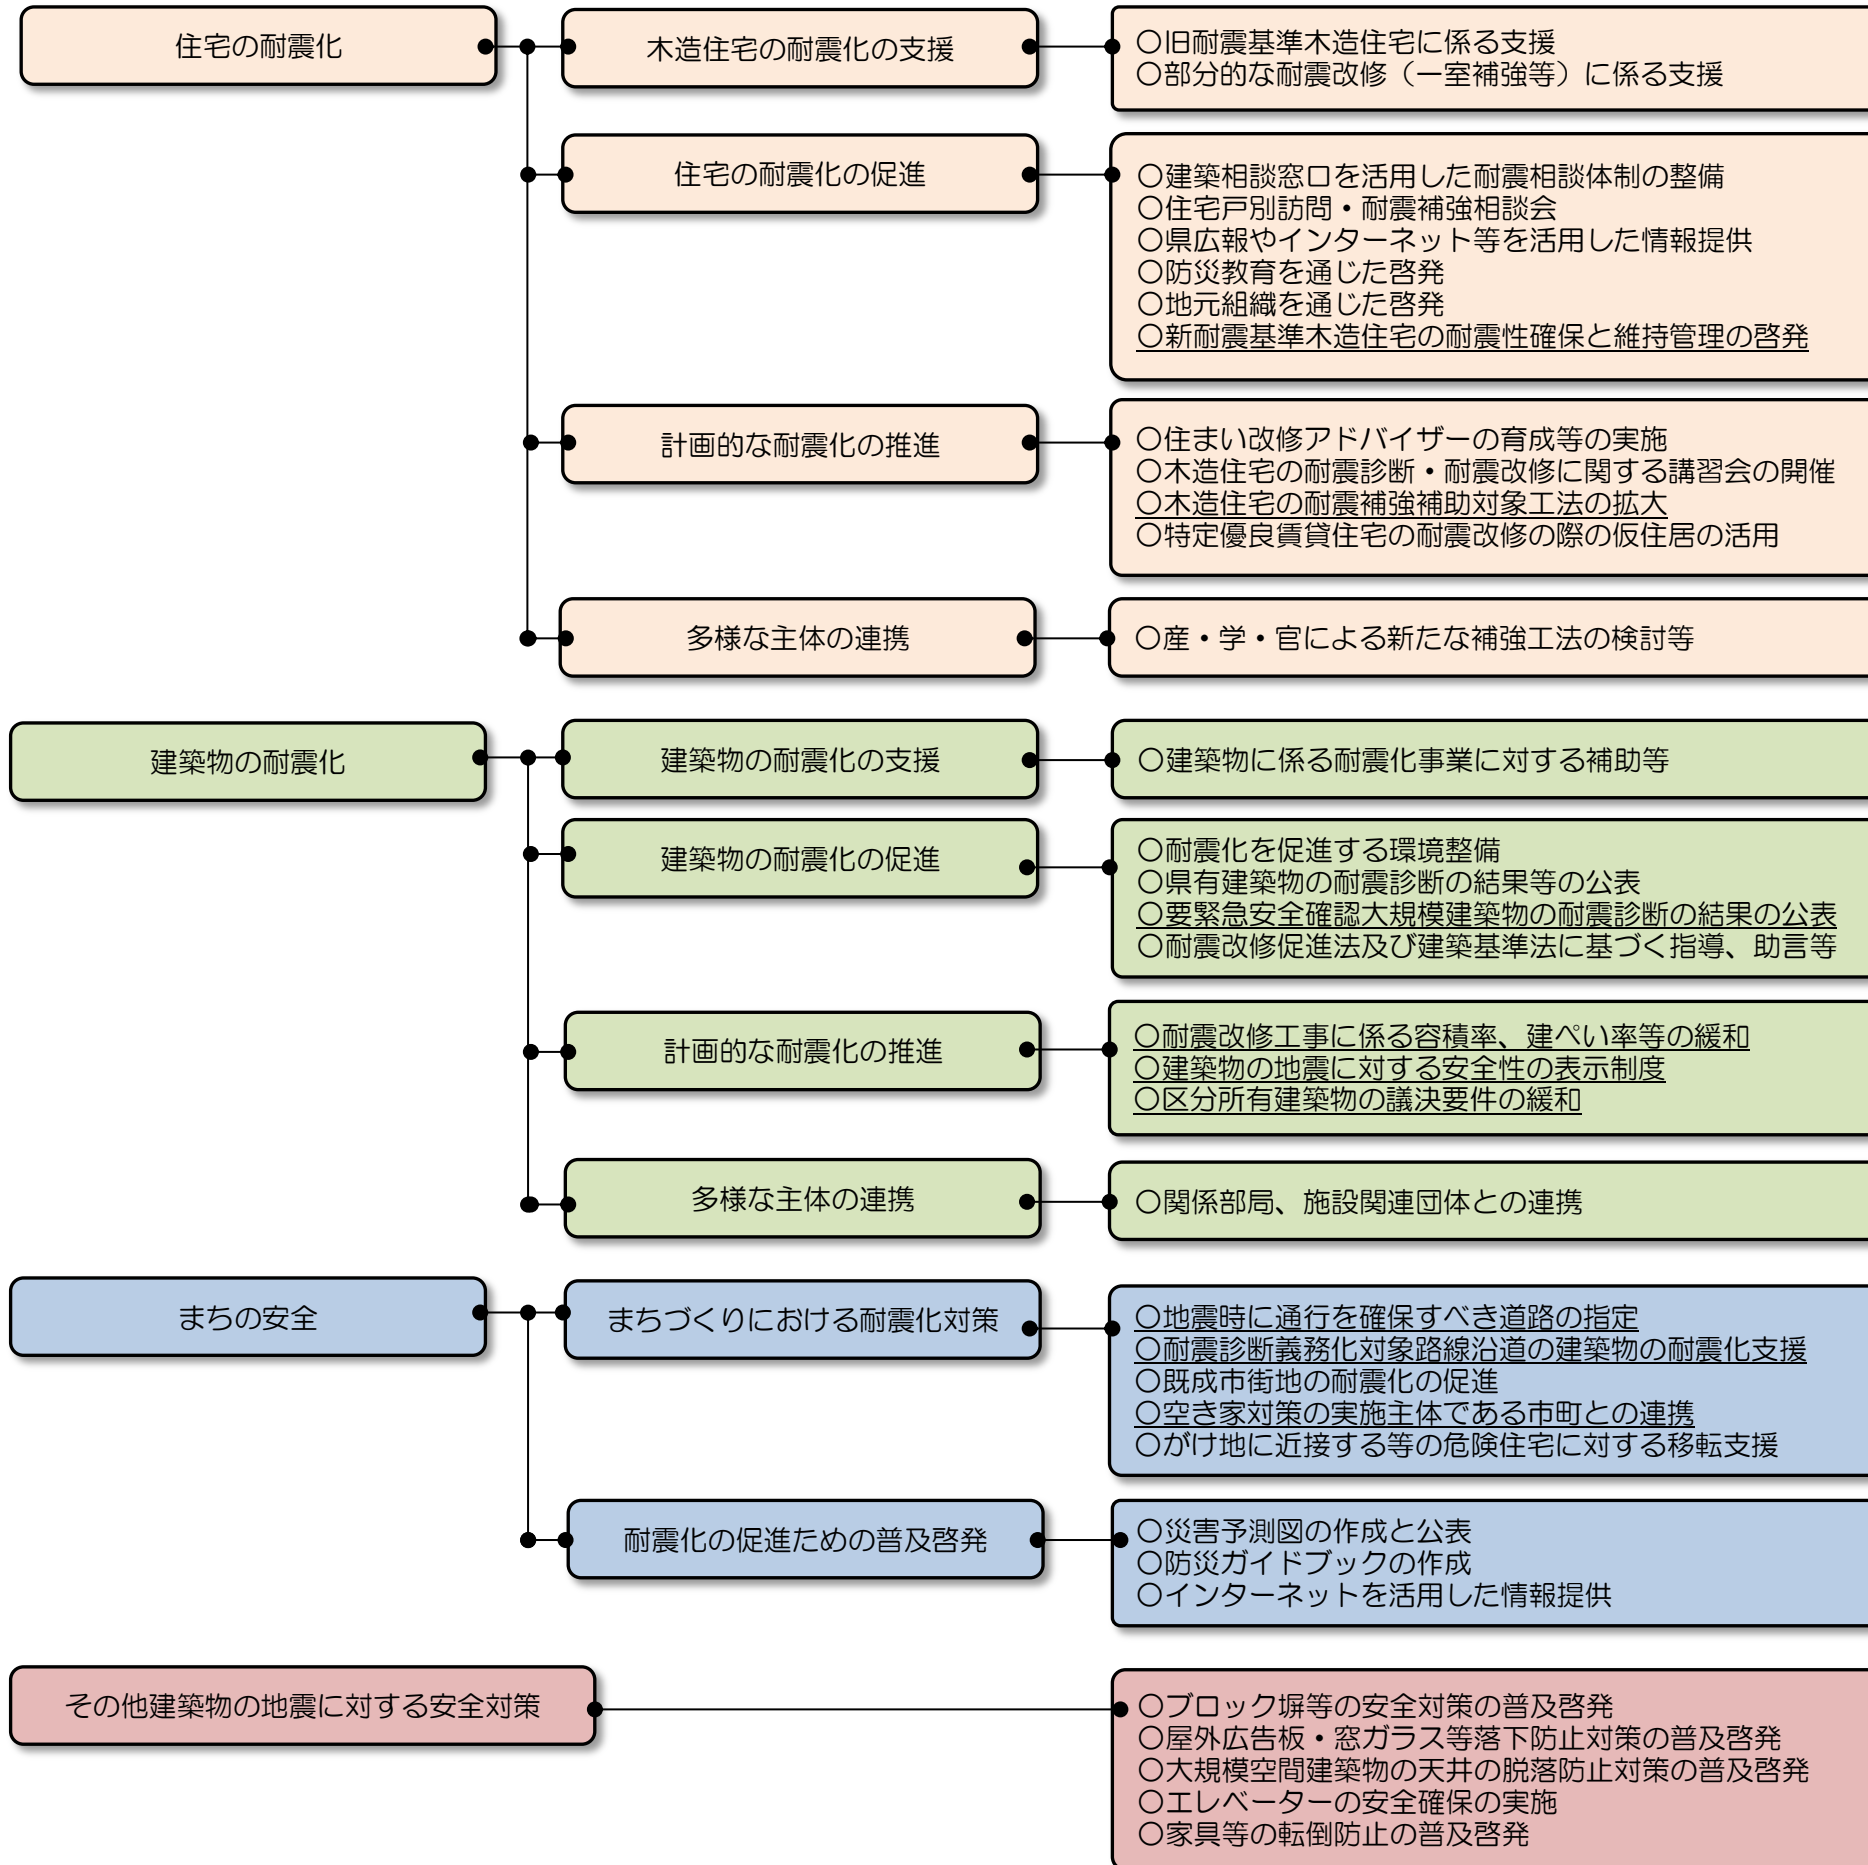 住宅の耐震化
木造住宅の耐震化の支援
○旧耐震基準木造住宅に係る支援
○部分的な耐震改修（一室補強等）に係る支援
住宅の耐震化の促進
○建築相談窓口を活用した耐震相談体制の整備
○住宅戸別訪問・耐震補強相談会
○県広報やインターネット等を活用した情報提供
○防災教育を通じた啓発
○地元組織を通じた啓発
○新耐震基準木造住宅の耐震性確保と維持管理の啓発
計画的な耐震化の推進
○住まい改修アドバイザーの育成等の実施
○木造住宅の耐震診断・耐震改修に関する講習会の開催
○木造住宅の耐震補強補助対象工法の拡大
○特定優良賃貸住宅の耐震改修の際の仮住居の活用
多様な主体の連携
○産・学・官による新たな補強工法の検討等
建築物の耐震化
建築物の耐震化の支援
○建築物に係る耐震化事業に対する補助等
建築物の耐震化の促進
○耐震化を促進する環境整備
○県有建築物の耐震診断の結果等の公表
○要緊急安全確認大規模建築物の耐震診断の結果の公表
○耐震改修促進法及び建築基準法に基づく指導、助言等
計画的な耐震化の推進
○耐震改修工事に係る容積率、建ぺい率等の緩和
○建築物の地震に対する安全性の表示制度
○区分所有建築物の議決要件の緩和
多様な主体の連携
○関係部局、施設関連団体との連携
まちの安全
まちづくりにおける耐震化対策
○地震時に通行を確保すべき道路の指定
○耐震診断義務化対象路線沿道の建築物の耐震化支援
○既成市街地の耐震化の促進
○空き家対策の実施主体である市町との連携
○がけ地に近接する等の危険住宅に対する移転支援
耐震化の促進ための普及啓発
○災害予測図の作成と公表
○防災ガイドブックの作成
○インターネットを活用した情報提供
その他建築物の地震に対する安全対策
○ブロック塀等の安全対策の普及啓発
○屋外広告板・窓ガラス等落下防止対策の普及啓発
○大規模空間建築物の天井の脱落防止対策の普及啓発
○エレベーターの安全確保の実施
○家具等の転倒防止の普及啓発